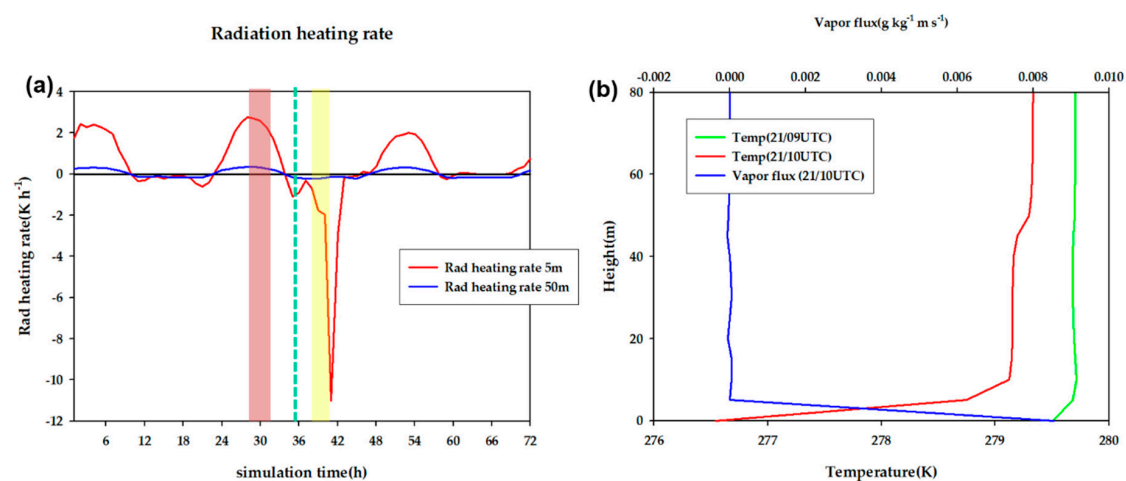 Radiation heating rate
(a)
4
2
0
-2
-4
-6
-8
-10
-12
Rad heating rate(K h⁻¹)
6 12 18 24 30 36 42 48 54 60 66 72
simulation time(h)
Rad heating rate 5m
Rad heating rate 50m
Vapor flux(g kg⁻¹ m s⁻¹)
-0.002 0.000 0.002 0.004 0.006 0.008 0.010
(b)
80
60
40
20
0
Height(m)
Temp(21/09UTC)
Temp(21/10UTC)
Vapor flux (21/10UTC)
276 277 278 279 280
Temperature(K)